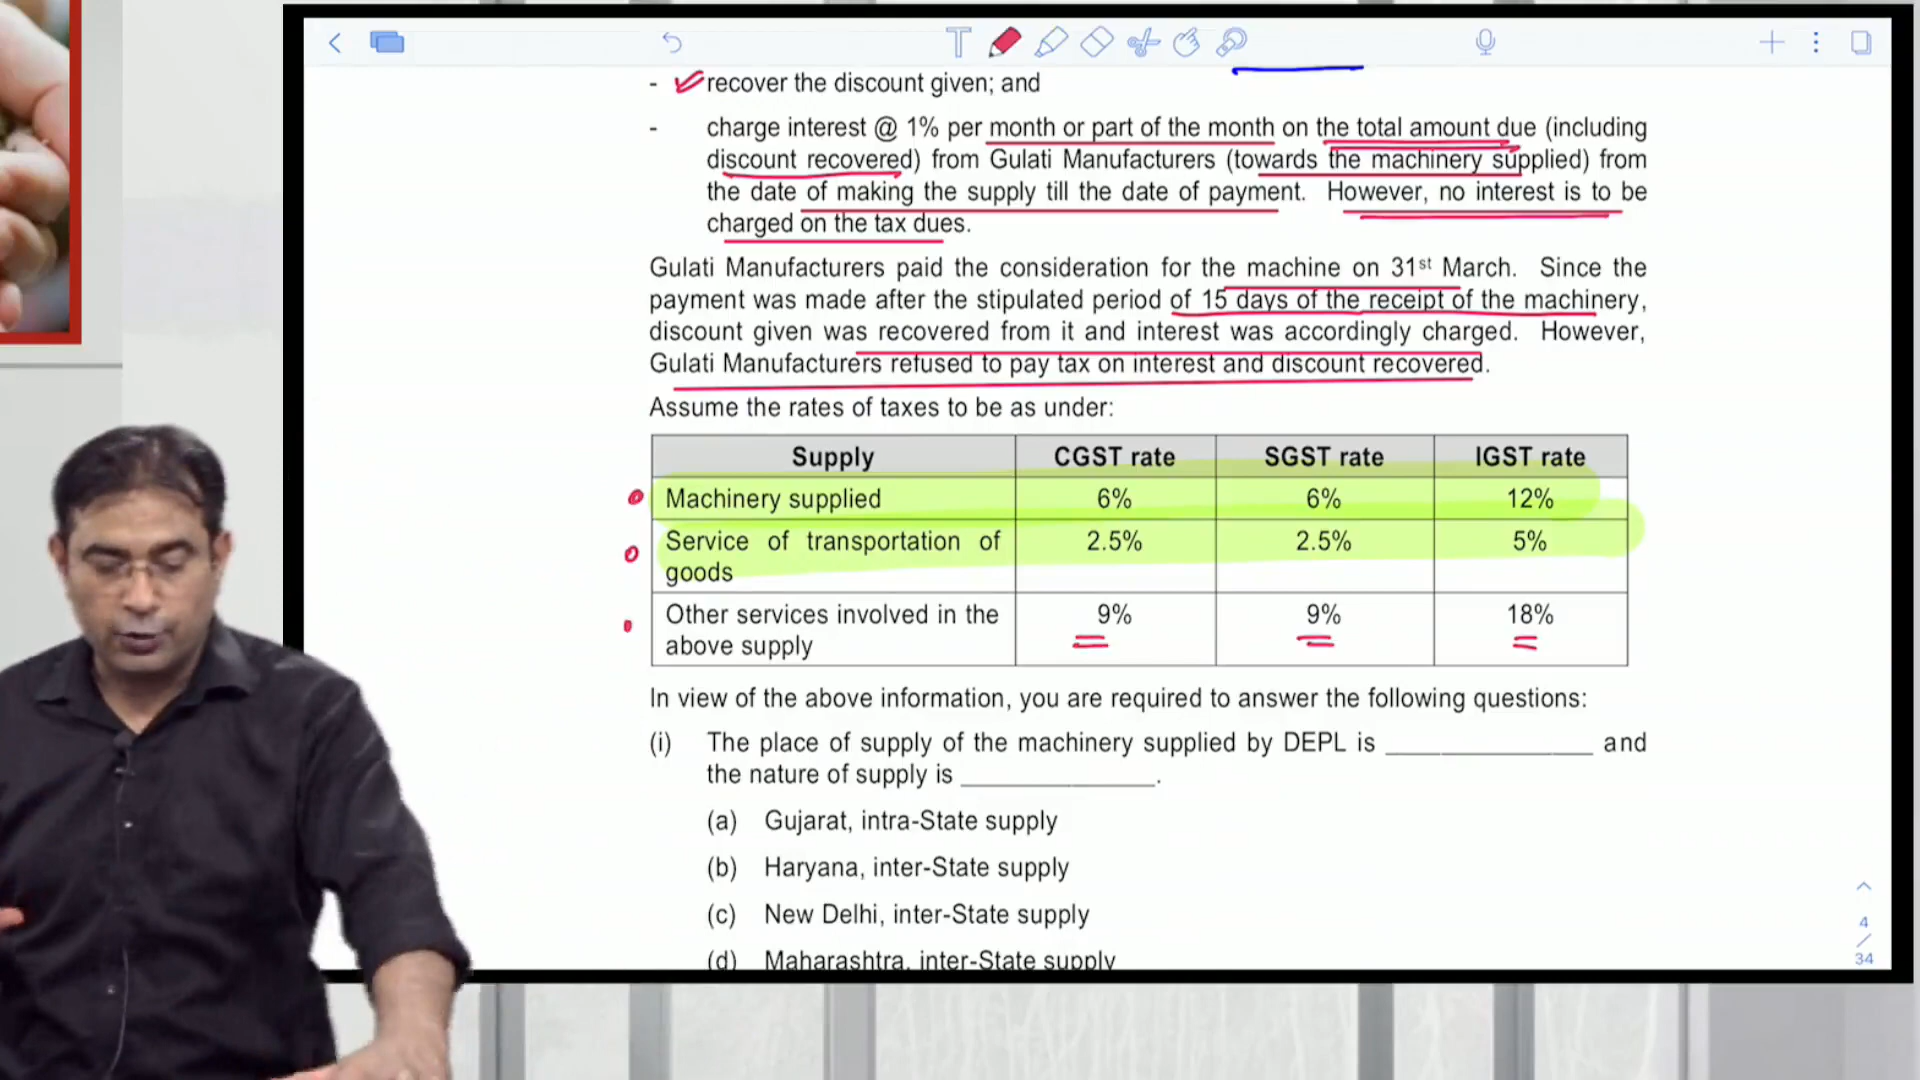 - recover the discount given; and
- charge interest @ 1% per month or part of the month on the total amount due (including
discount recovered) from Gulati Manufacturers (towards the machinery supplied) from
the date of making the supply till the date of payment. However, no interest is to be
charged on the tax dues.
Gulati Manufacturers paid the consideration for the machine on 31st March. Since the
payment was made after the stipulated period of 15 days of the receipt of the machinery,
discount given was recovered from it and interest was accordingly charged. However,
Gulati Manufacturers refused to pay tax on interest and discount recovered.
Assume the rates of taxes to be as under:
Supply CGST rate SGST rate IGST rate
Machinery supplied 6% 6% 12%
Service of transportation of 2.5% 2.5% 5%
goods
Other services involved in the 9% 9% 18%
above supply
In view of the above information, you are required to answer the following questions:
(i) The place of supply of the machinery supplied by DEPL is ______________ and
the nature of supply is _____________.
(a) Gujarat, intra-State supply
(b) Haryana, inter-State supply
(c) New Delhi, inter-State supply
(d) Maharashtra, inter-State supply
4
/
34